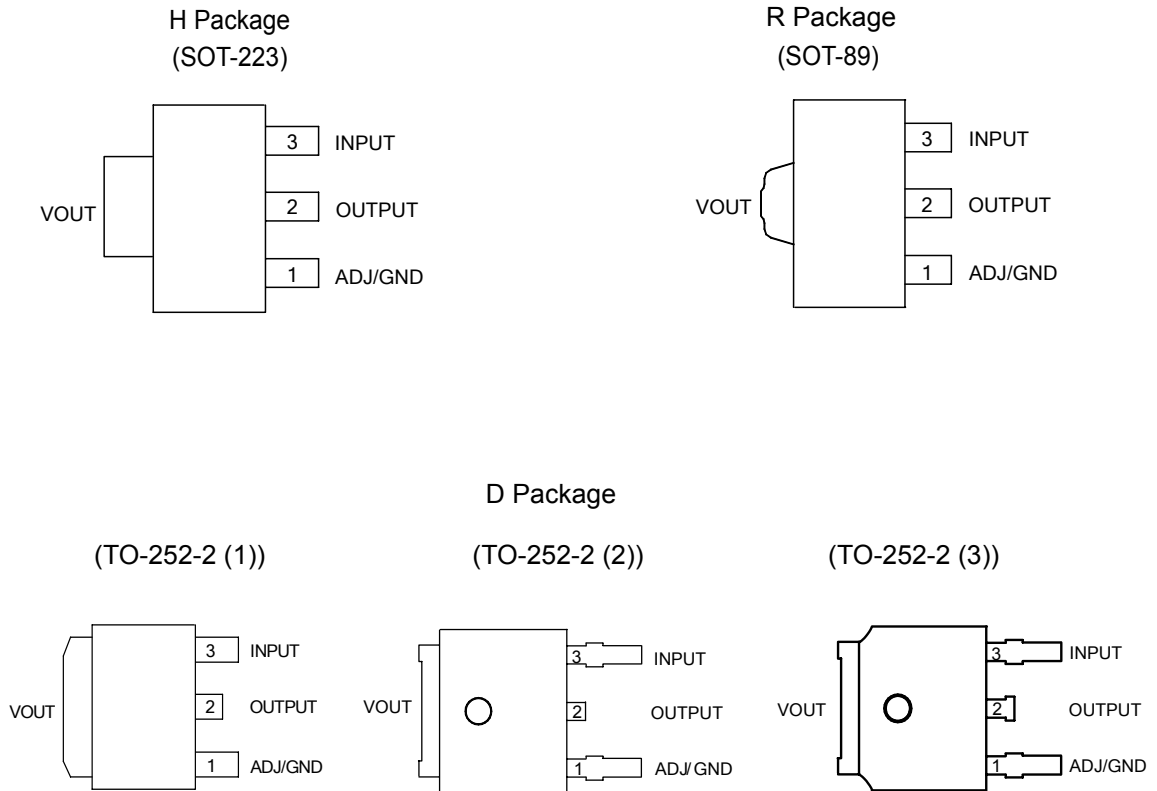 H Package
(SOT-223)
3 INPUT
VOUT
2 OUTPUT
1 ADJ/GND
R Package
(SOT-89)
3 INPUT
VOUT
2 OUTPUT
1 ADJ/GND
D Package
(TO-252-2 (1))
3 INPUT
VOUT
2 OUTPUT
1 ADJ/GND
(TO-252-2 (2))
3 INPUT
VOUT
2 OUTPUT
1 ADJ/GND
(TO-252-2 (3))
3 INPUT
VOUT
2 OUTPUT
1 ADJ/GND